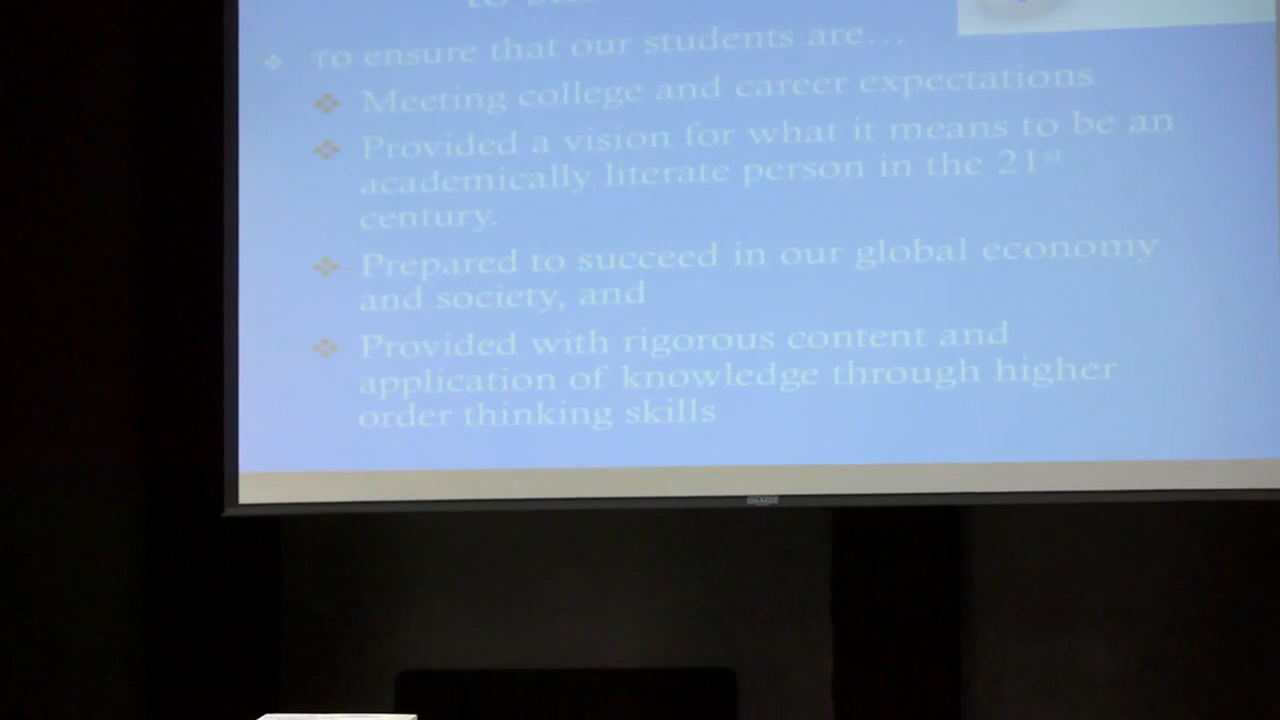 To ensure that our students are…
Meeting college and career expectations
Provided a vision for what it means to be an
academically literate person in the 21st
century.
Prepared to succeed in our global economy
and society, and
Provided with rigorous content and
application of knowledge through higher
order thinking skills